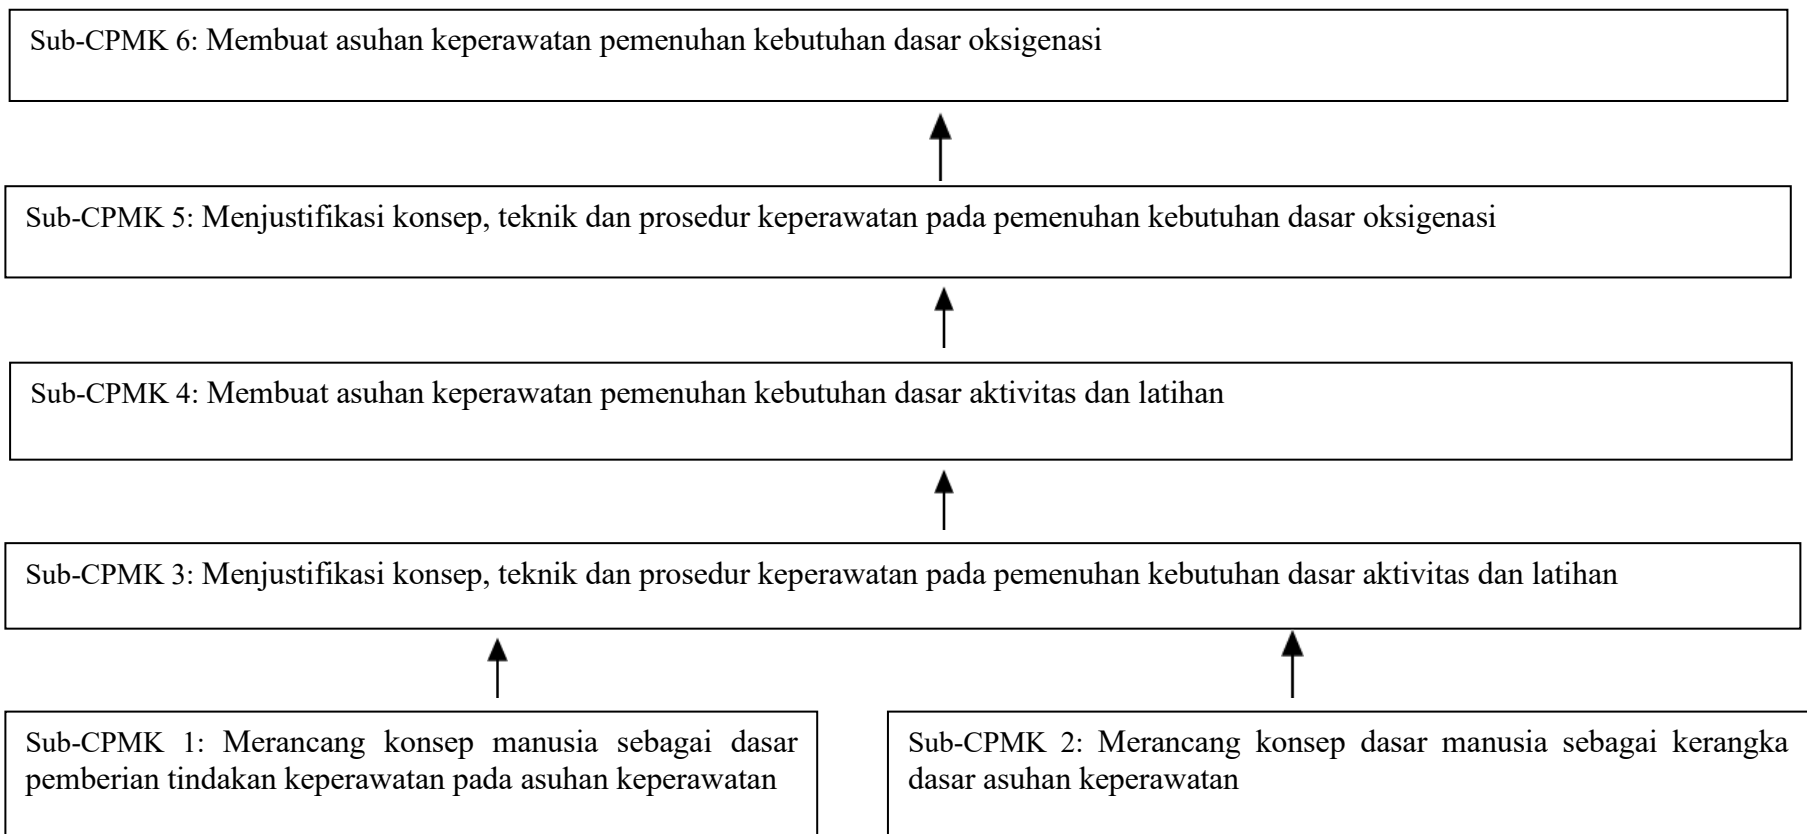 Sub-CPMK 6: Membuat asuhan keperawatan pemenuhan kebutuhan dasar oksigenasi
Sub-CPMK 5: Menjustifikasi konsep, teknik dan prosedur keperawatan pada pemenuhan kebutuhan dasar oksigenasi
Sub-CPMK 4: Membuat asuhan keperawatan pemenuhan kebutuhan dasar aktivitas dan latihan
Sub-CPMK 3: Menjustifikasi konsep, teknik dan prosedur keperawatan pada pemenuhan kebutuhan dasar aktivitas dan latihan
Sub-CPMK 1: Merancang konsep manusia sebagai dasar
pemberian tindakan keperawatan pada asuhan keperawatan
Sub-CPMK 2: Merancang konsep dasar manusia sebagai kerangka
dasar asuhan keperawatan